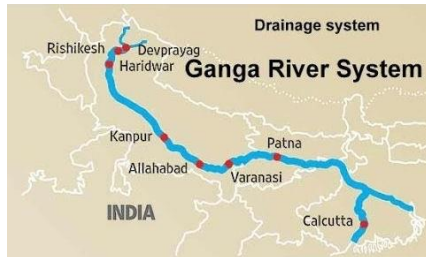 Drainage system
Ganga River System
Rishikesh
Devprayag
Haridwar
Kanpur
Patna
Allahabad
Varanasi
INDIA
Calcutta